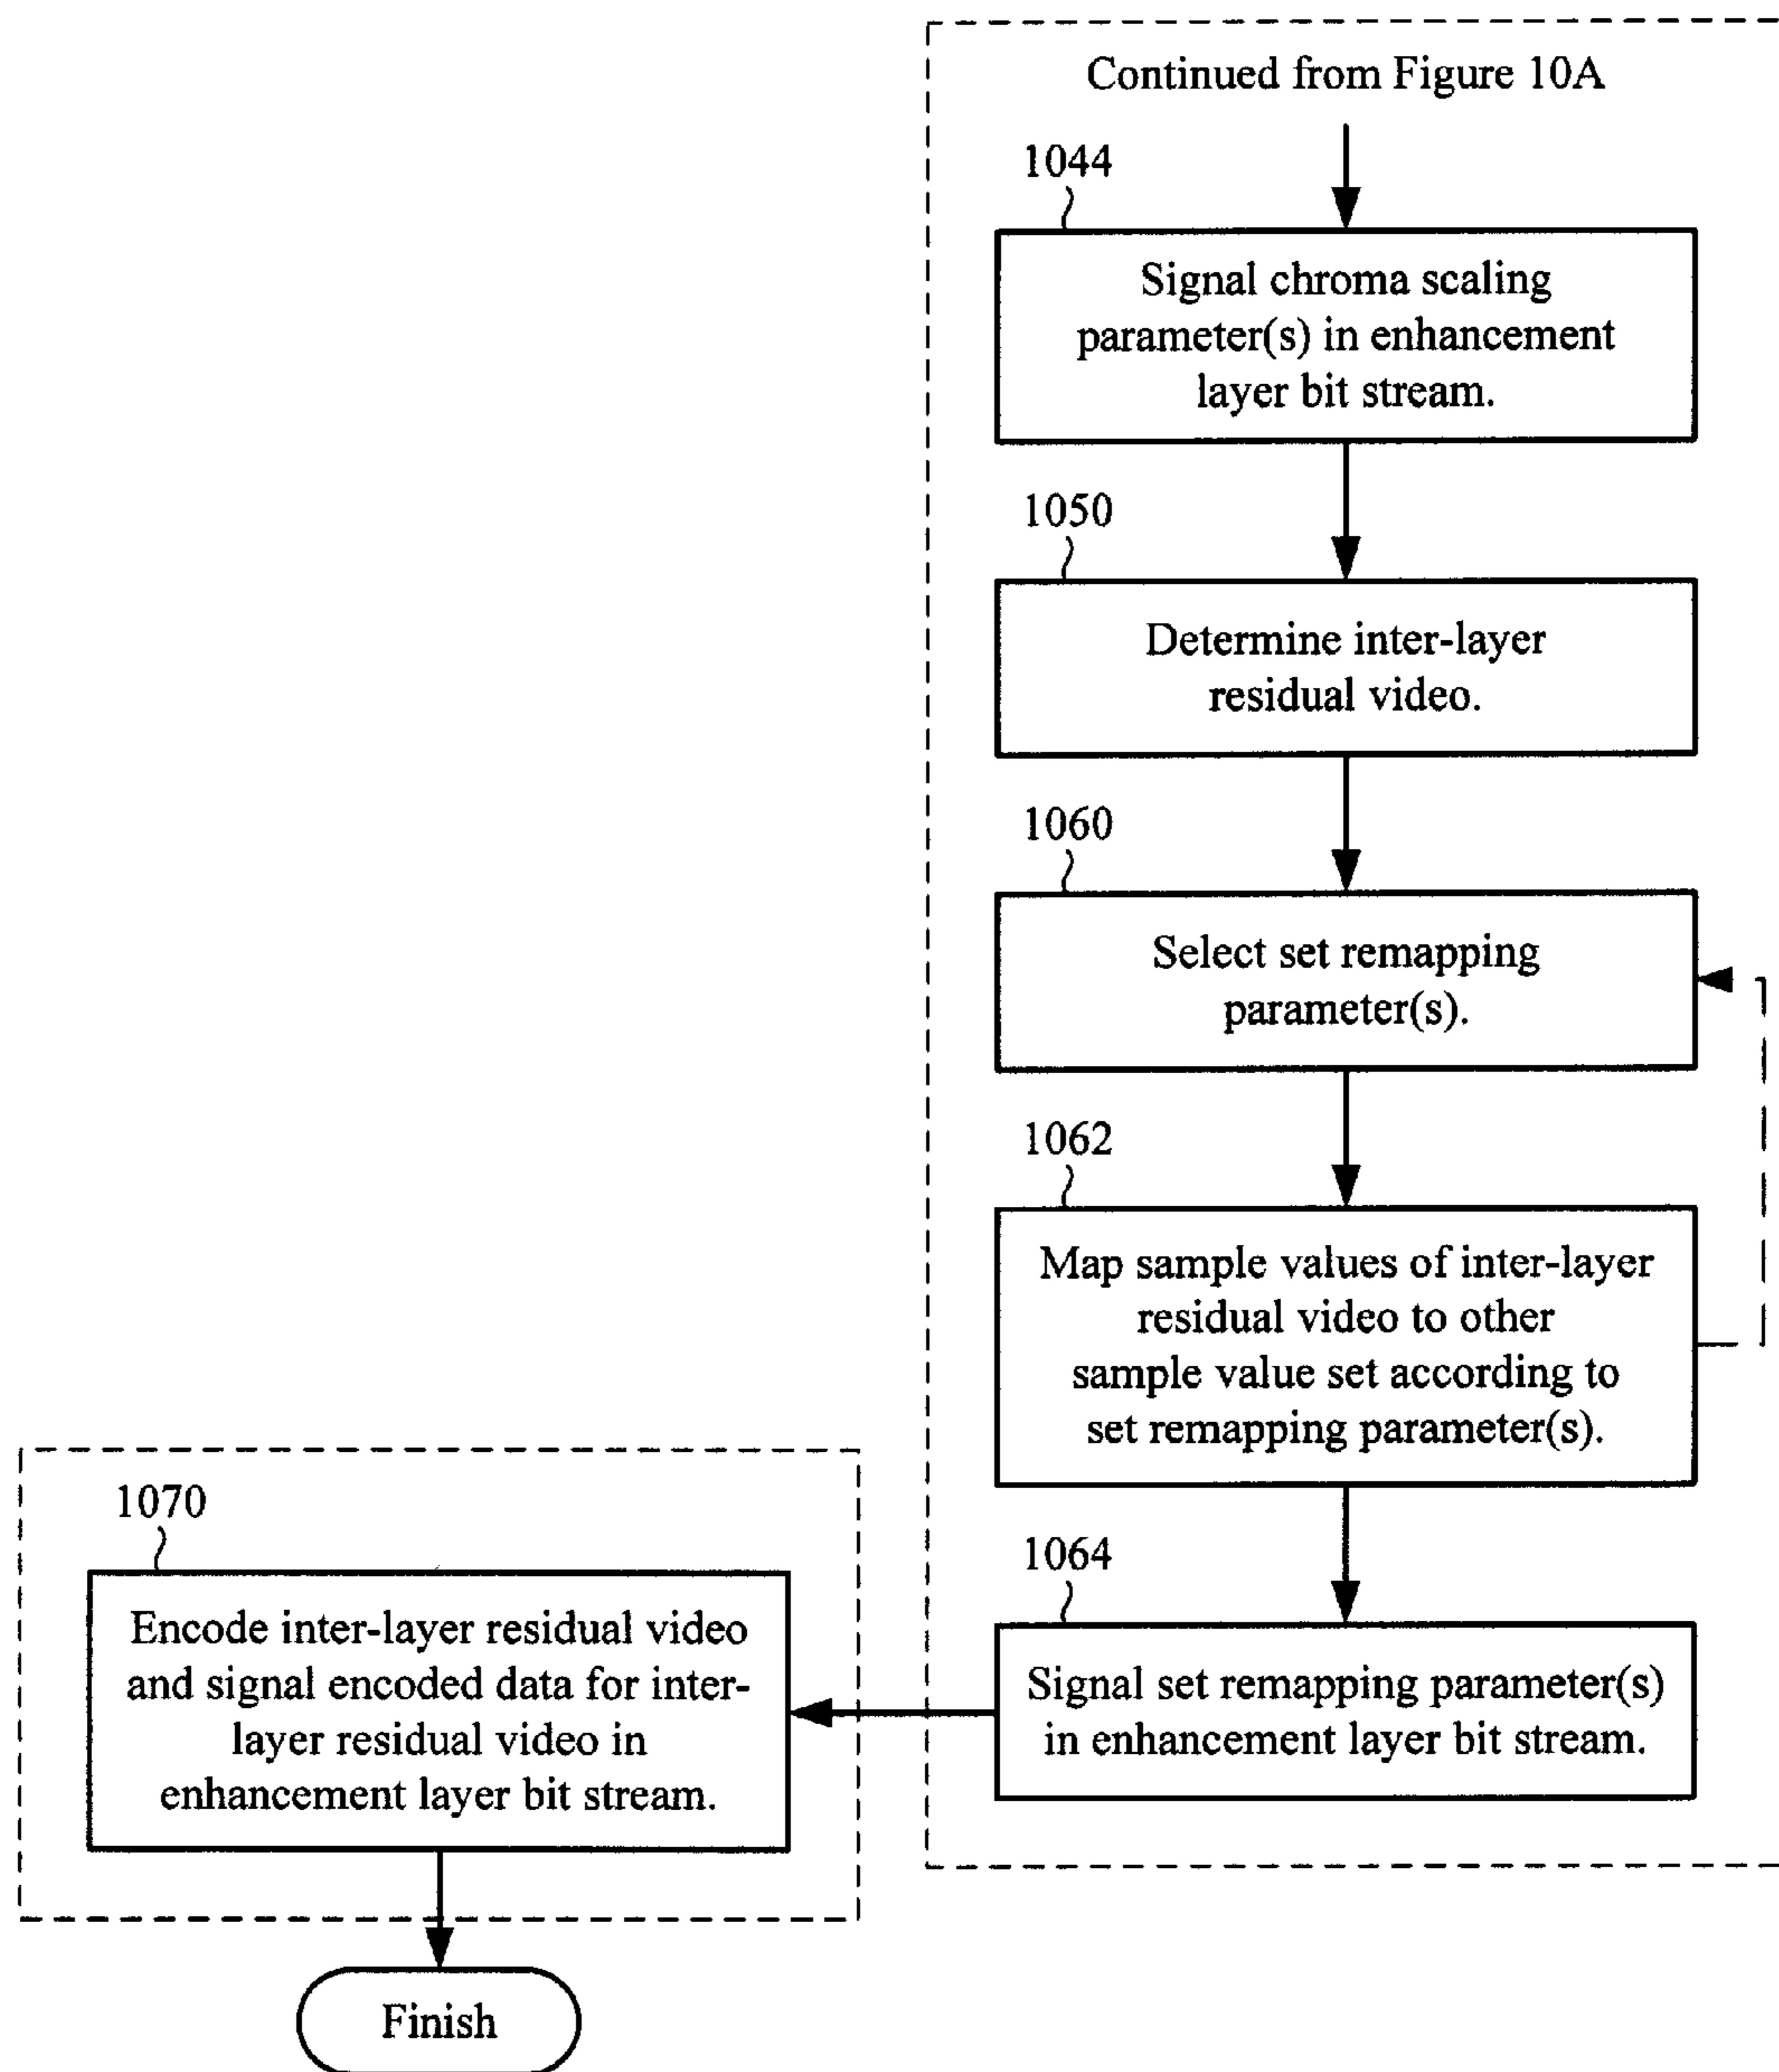 Continued from Figure 10A
1044
Signal chroma scaling
parameter(s) in enhancement
layer bit stream.
1050
Determine inter-layer
residual video.
1060
Select set remapping
parameter(s).
1062
Map sample values of inter-layer
residual video to other
sample value set according to
set remapping parameter(s).
1064
Signal set remapping parameter(s)
in enhancement layer bit stream.
1070
Encode inter-layer residual video
and signal encoded data for inter-
layer residual video in
enhancement layer bit stream.
Finish